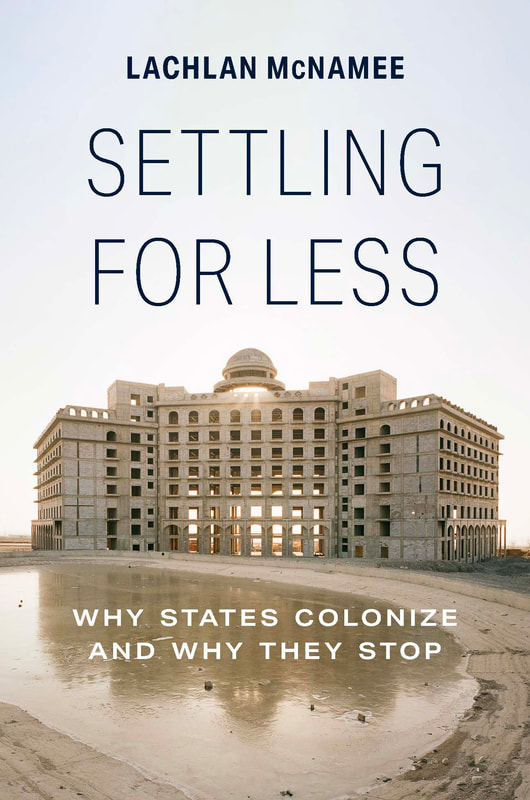 LACHLAN McNAMEE
SETTLING
FOR LESS
WHY STATES COLONIZE
AND WHY THEY STOP